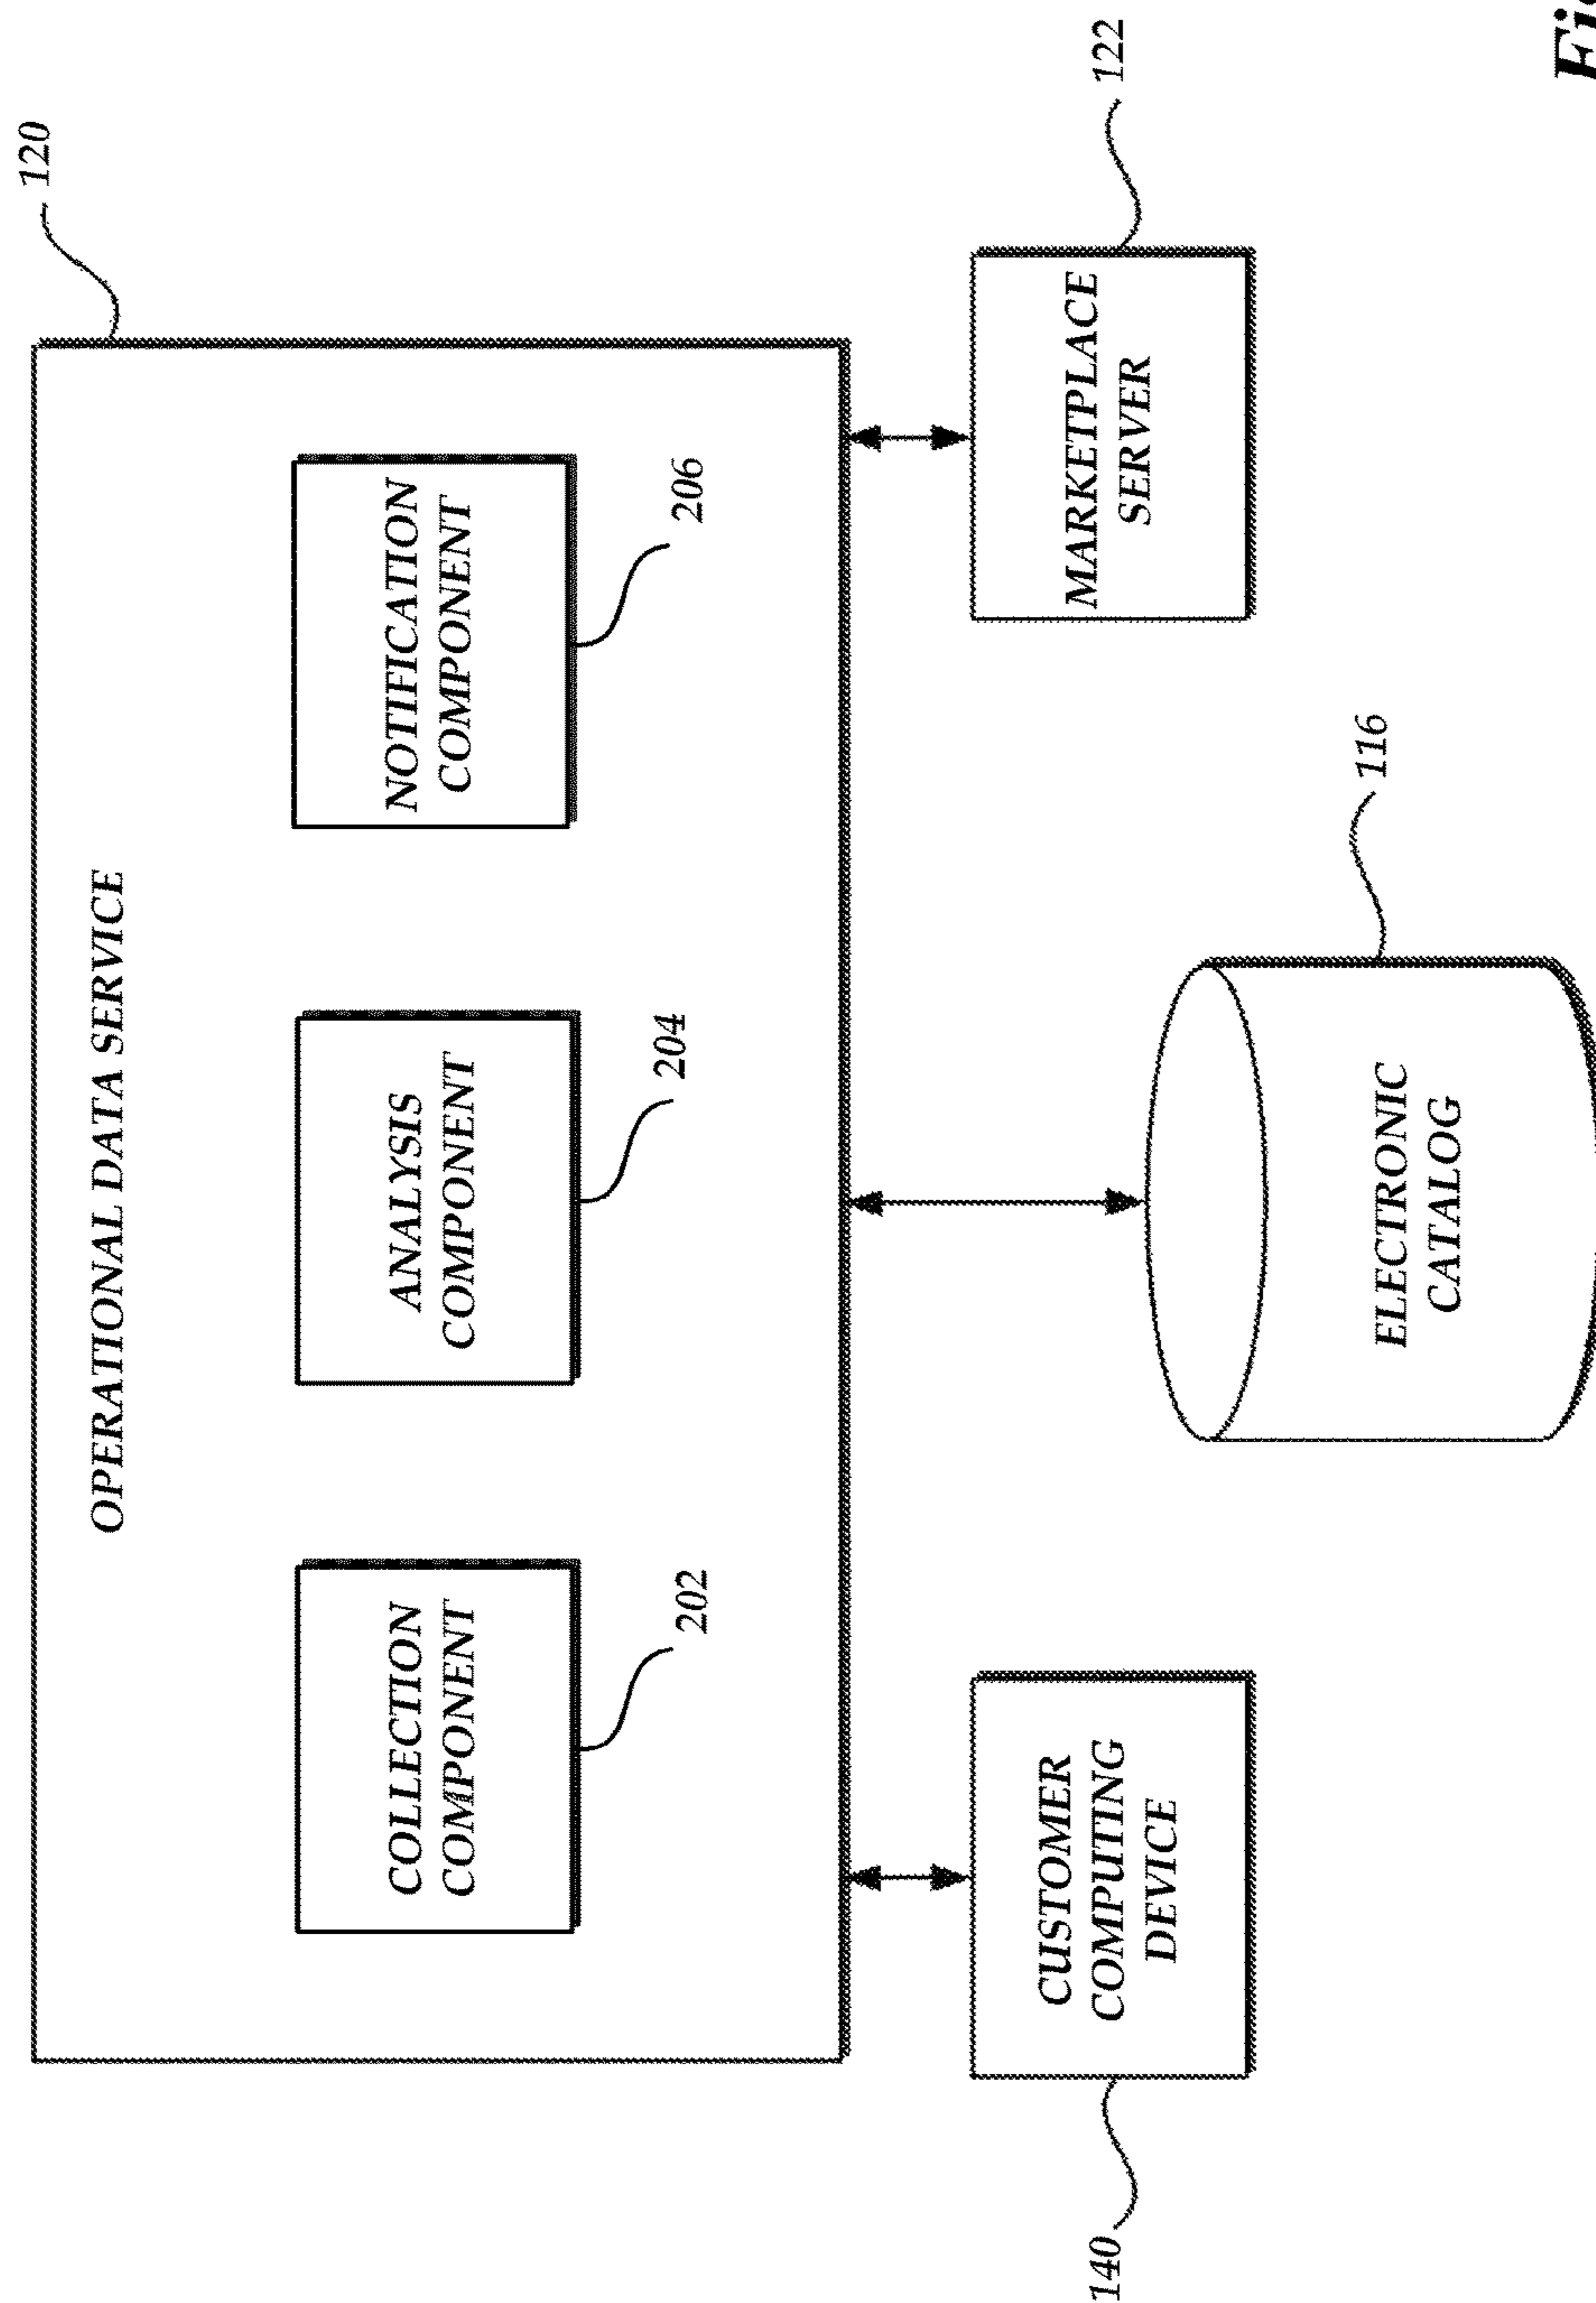 120
OPERATIONAL DATA SERVICE
COLLECTION
COMPONENT
202
ANALYSIS
COMPONENT
204
NOTIFICATION
COMPONENT
206
140
CUSTOMER
COMPUTING
DEVICE
ELECTRONIC
CATALOG
116
MARKETPLACE
SERVER
122